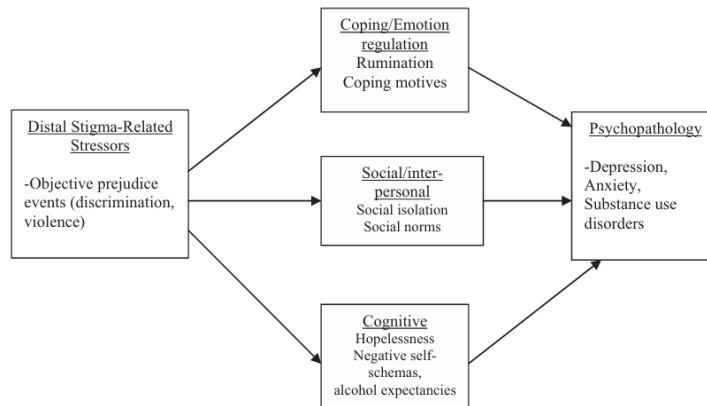 Coping/Emotion
regulation
Rumination
Coping motives
Distal Stigma-Related
Stressors
-Objective prejudice
events (discrimination,
violence)
Social/inter-
personal
Social isolation
Social norms
Psychopathology
-Depression,
Anxiety,
Substance use
disorders
Cognitive
Hopelessness
Negative self-
schemas,
alcohol expectancies